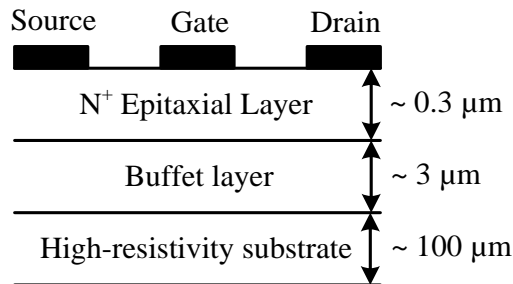 Source Gate Drain
N⁺ Epitaxial Layer ~ 0.3 µm
Buffet layer ~ 3 µm
High-resistivity substrate ~ 100 µm